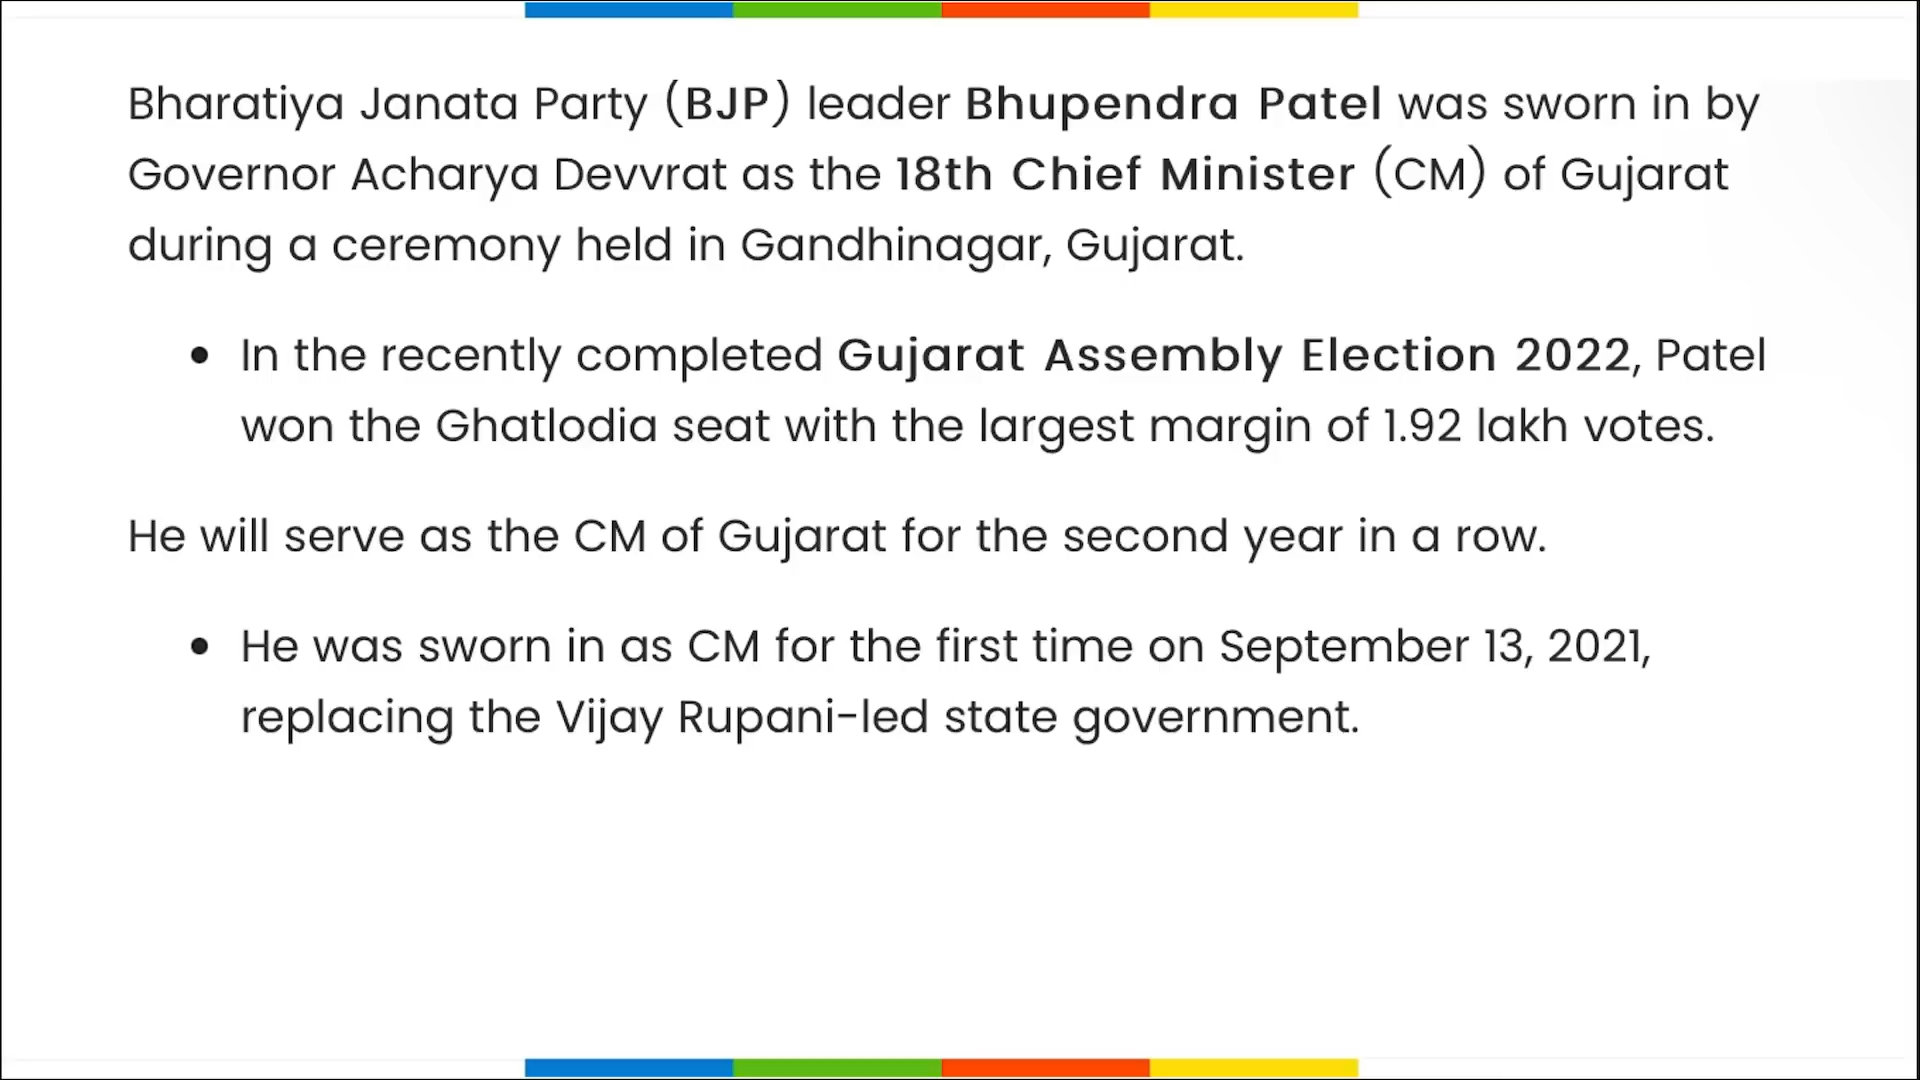 Bharatiya Janata Party (BJP) leader Bhupendra Patel was sworn in by
Governor Acharya Devvrat as the 18th Chief Minister (CM) of Gujarat
during a ceremony held in Gandhinagar, Gujarat.
• In the recently completed Gujarat Assembly Election 2022, Patel
won the Ghatlodia seat with the largest margin of 1.92 lakh votes.
He will serve as the CM of Gujarat for the second year in a row.
• He was sworn in as CM for the first time on September 13, 2021,
replacing the Vijay Rupani-led state government.